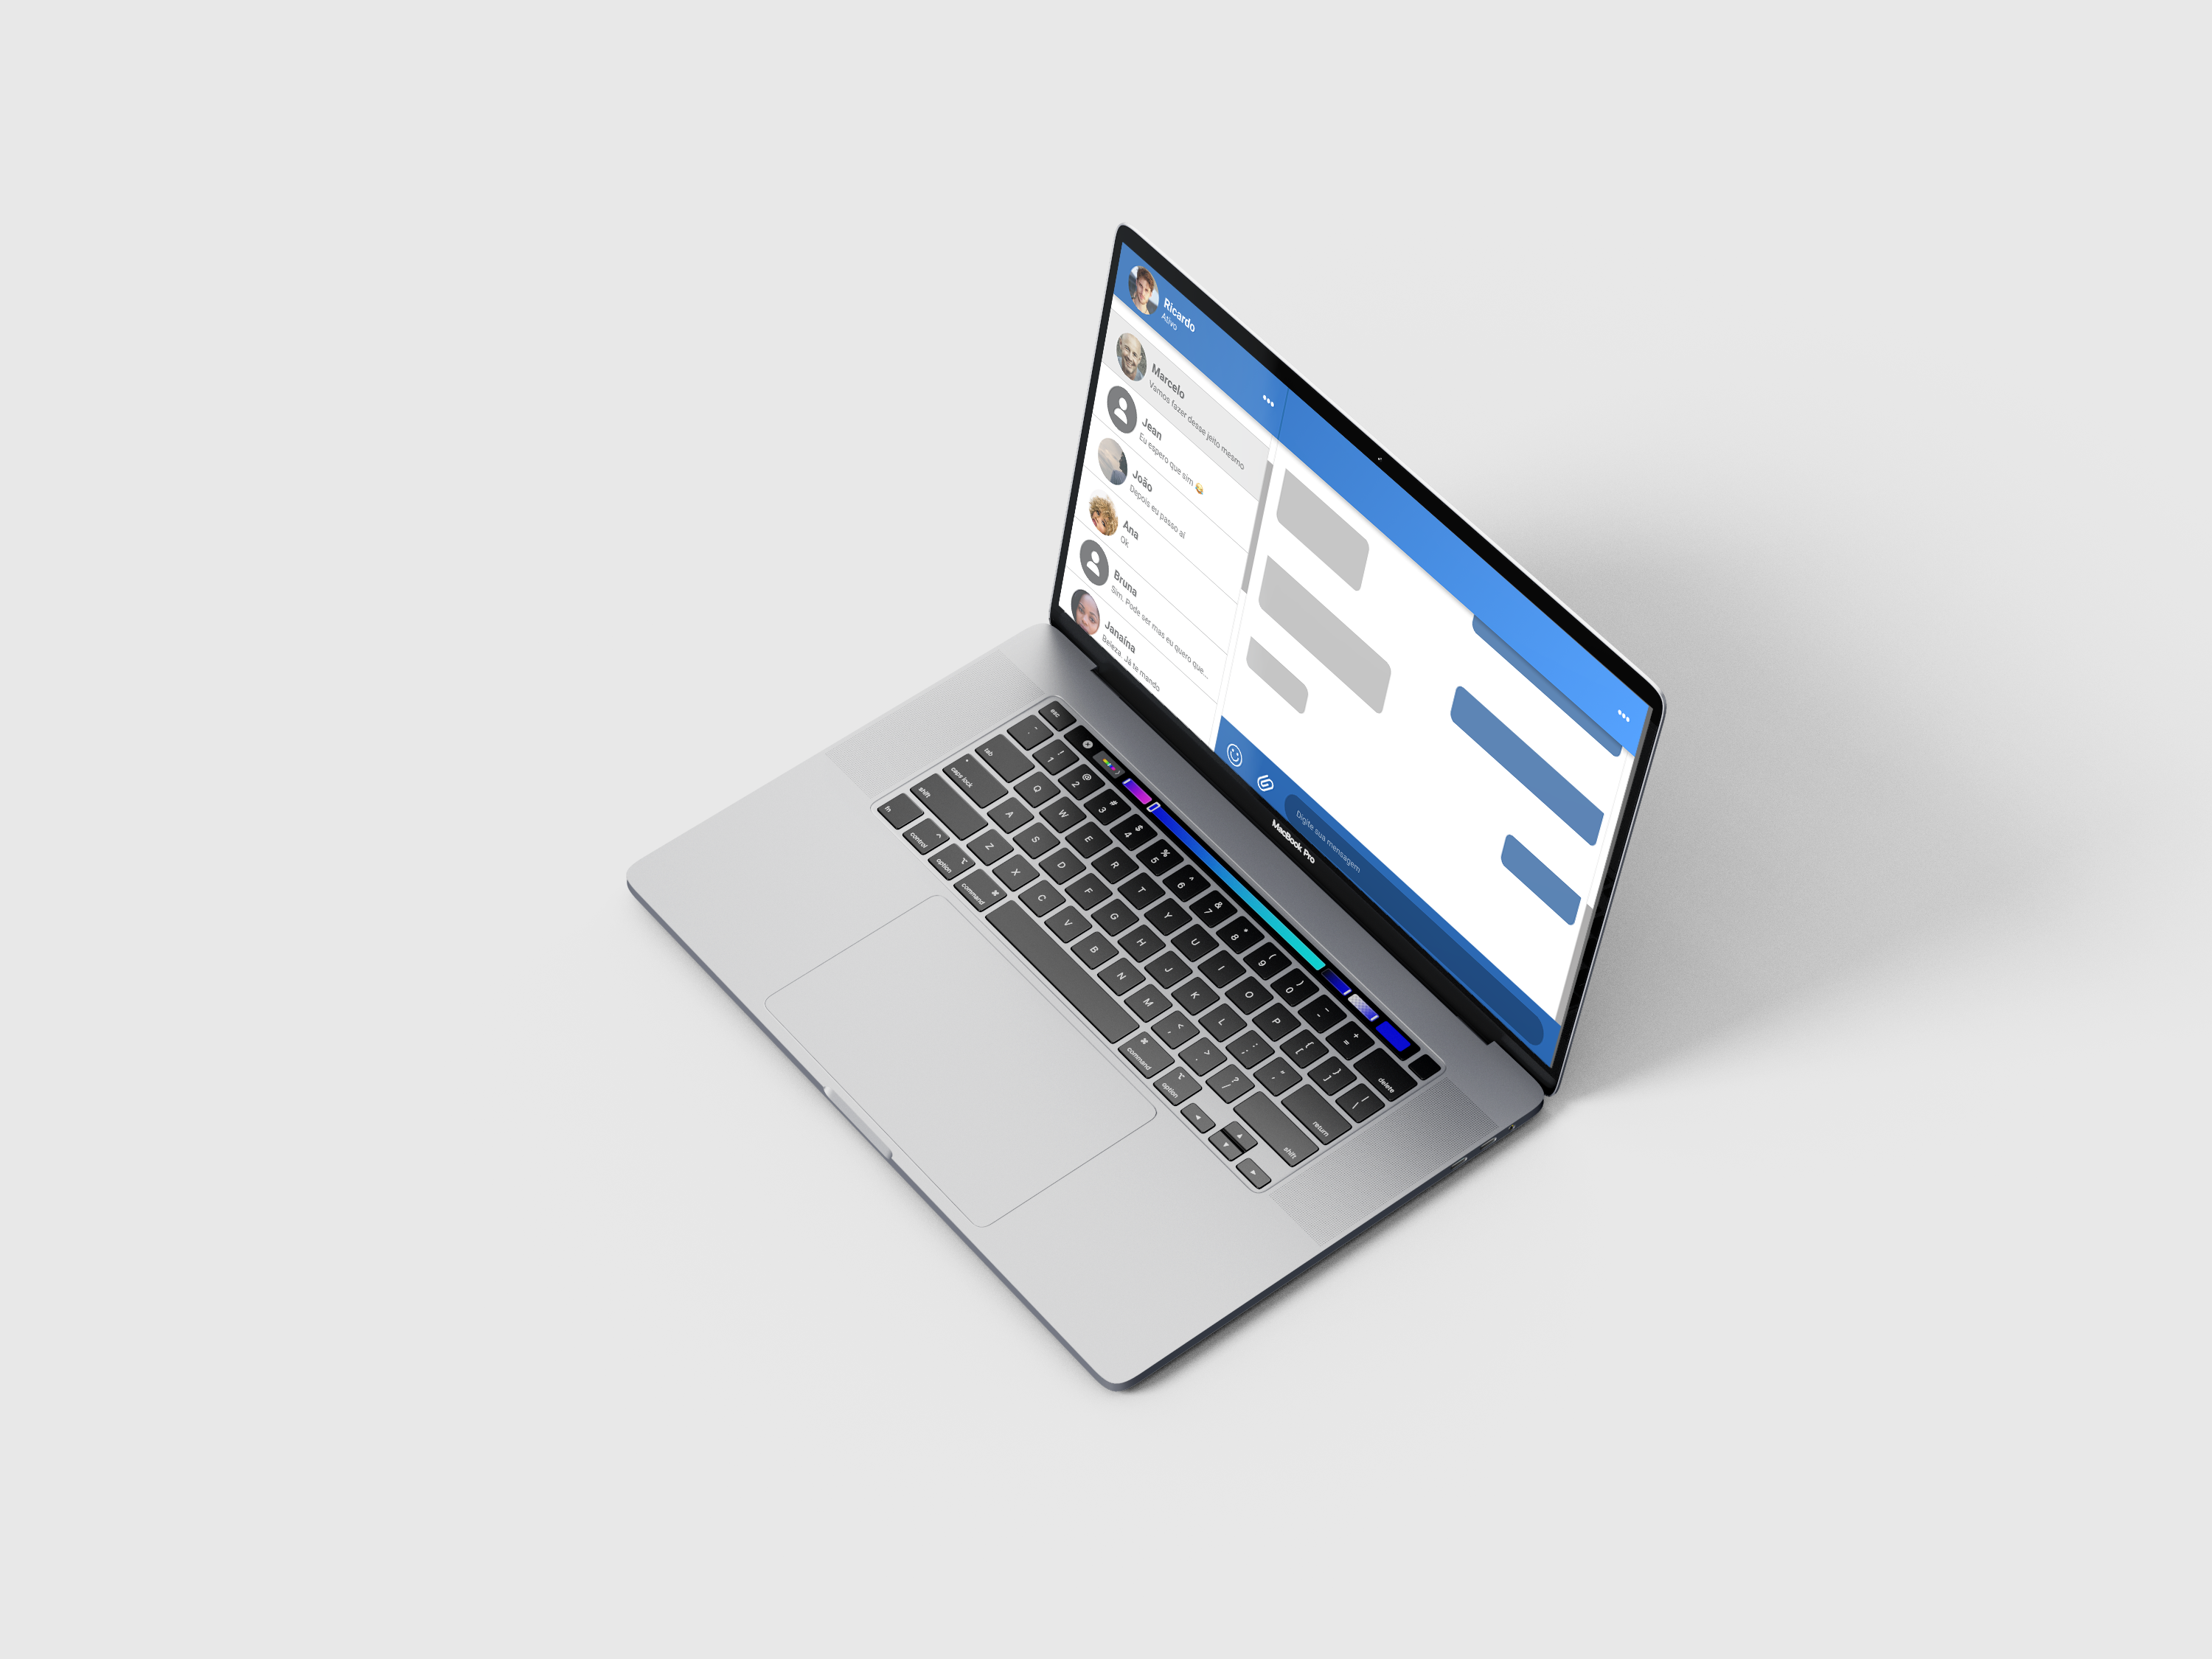 Ricardo
Ativo
Marcelo
Vamos fazer desse jeito mesmo
Jean
Eu espero que sim 😜
João
Depois eu passo aí
Ana
Ok
Bruna
Sim. Pode ser mas eu quero que...
Janaína
Beleza. Já te mando
Digite sua mensagem
MacBook Pro
esc
~ `
! 1
@ 2
# 3
$ 4
% 5
^ 6
& 7
* 8
( 9
) 0
_ -
+ =
delete
tab
Q W E R T Y U I O P
{ [
} ]
| \
caps lock
A S D F G H J K L
: ;
" '
return
shift
Z X C V B N M
< ,
> .
? /
shift
fn
control
option
command
command
option